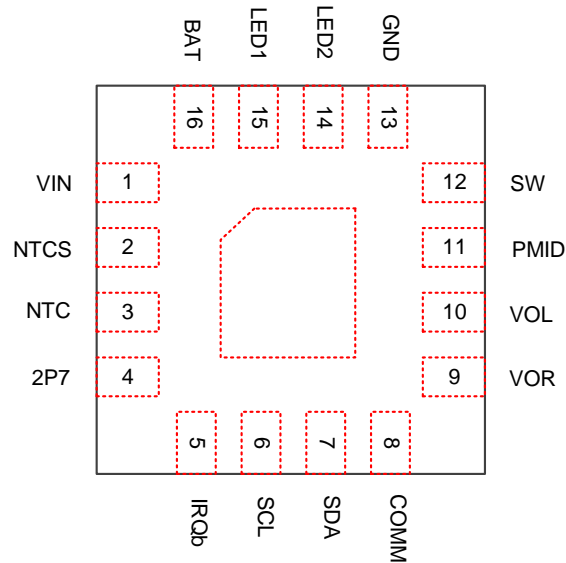 BAT
LED1
LED2
GND
16
15
14
13
VIN
1
12
SW
NTCS
2
11
PMID
NTC
3
10
VOL
2P7
4
9
VOR
5
6
7
8
IRQb
SCL
SDA
COMM